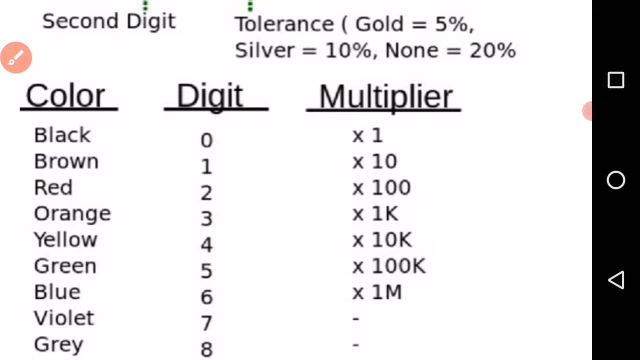 Second Digit
Tolerance ( Gold = 5%,
Silver = 10%, None = 20%
Color Digit Multiplier
Black 0 x 1
Brown 1 x 10
Red 2 x 100
Orange 3 x 1K
Yellow 4 x 10K
Green 5 x 100K
Blue 6 x 1M
Violet 7 -
Grey 8 -